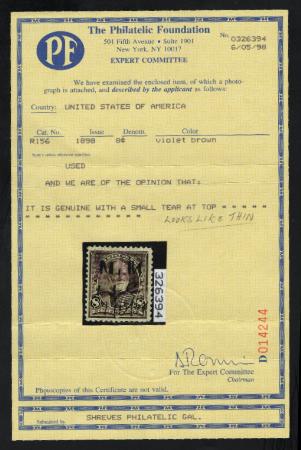 The Philatelic Foundation
501 Fifth Avenue • Suite 1901
New York, NY 10017
EXPERT COMMITTEE
PF
No. 0326394
6/05/98
We have examined the enclosed item, of which a photo-
graph is attached, and described by the applicant as follows:
Country: UNITED STATES OF AMERICA
Cat. No. Issue Denom. Color
R156 1898 8¢ violet brown
USED
AND WE ARE OF THE OPINION THAT:
IT IS GENUINE WITH A SMALL TEAR AT TOP
LOOKS LIKE THIN
326394
D 014244
For The Expert Committee
Chairman
Photocopies of this Certificate are not valid.
Submitted by SHREVES PHILATELIC GAL.